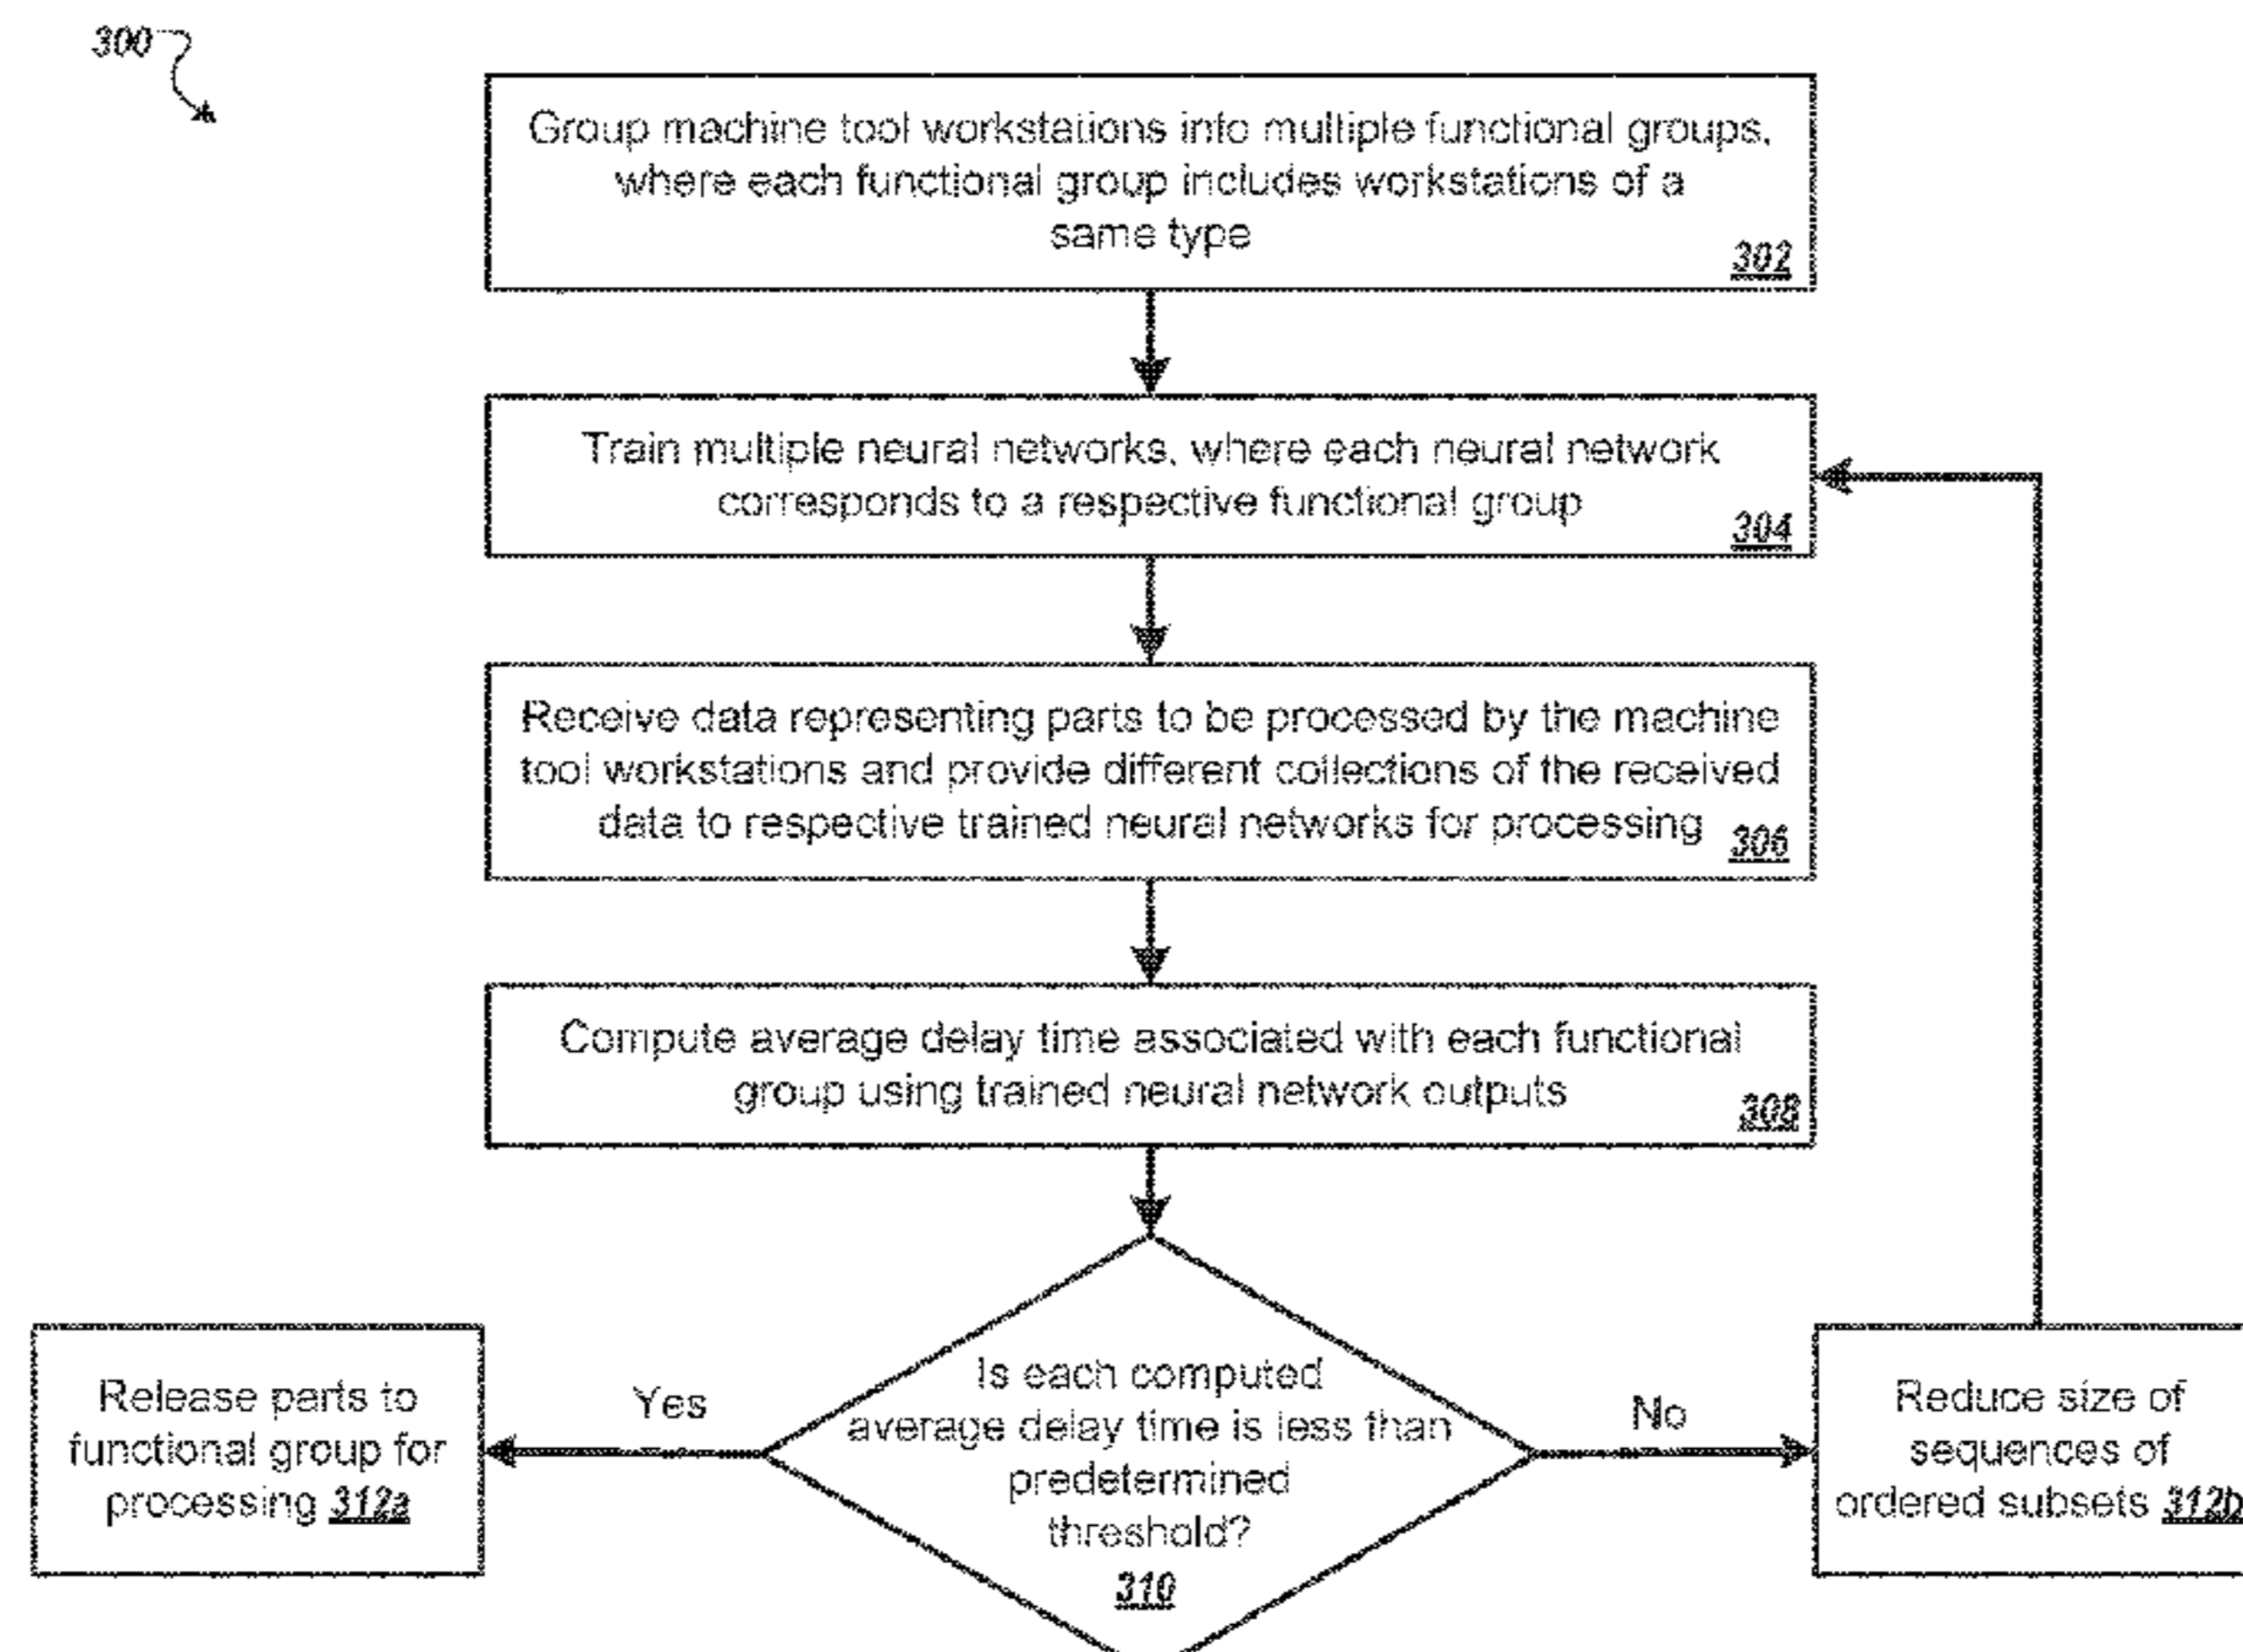 300
Group machine tool workstations into multiple functional groups,
where each functional group includes workstations of a
same type
302
Train multiple neural networks, where each neural network
corresponds to a respective functional group
304
Receive data representing parts to be processed by the machine
tool workstations and provide different collections of the received
data to respective trained neural networks for processing
306
Compute average delay time associated with each functional
group using trained neural network outputs
308
Is each computed
average delay time is less than
predetermined
threshold?
310
Yes
Release parts to
functional group for
processing 312a
No
Reduce size of
sequences of
ordered subsets 312b